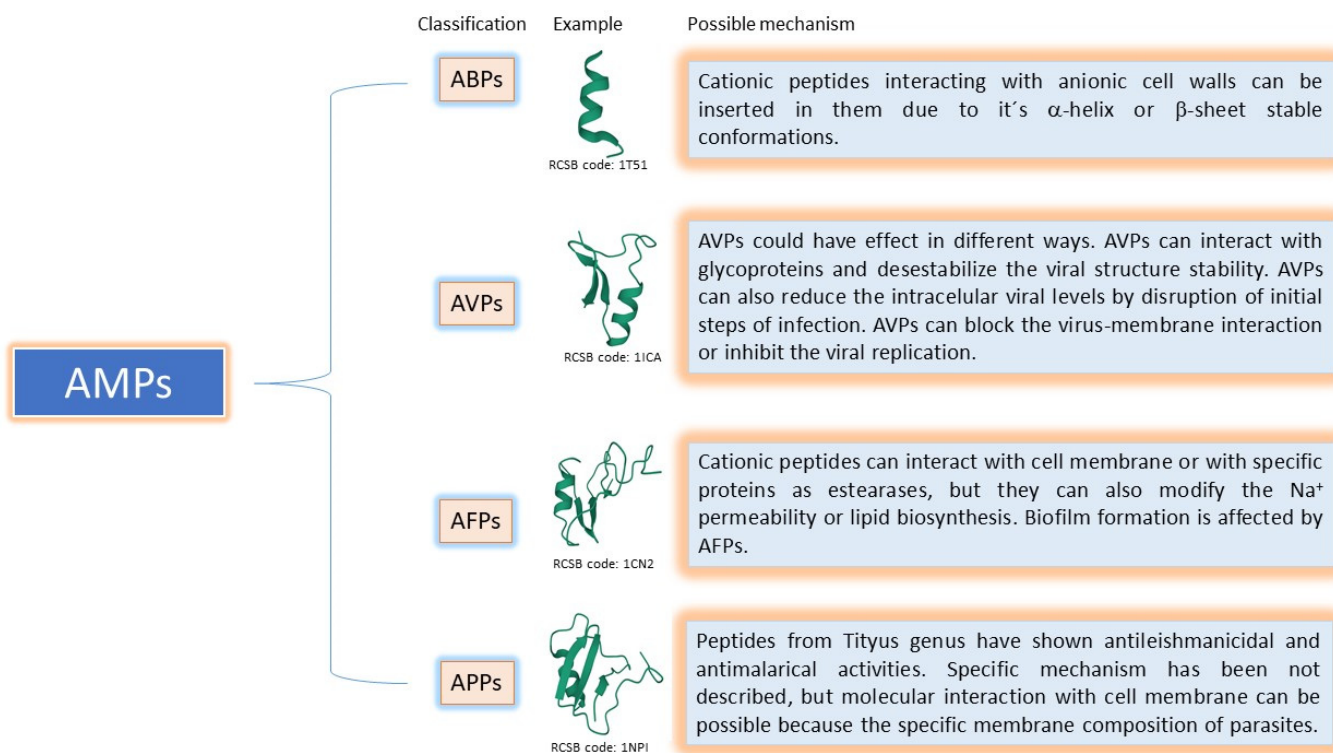 Classification Example Possible mechanism
ABPs
RCSB code: 1T51
Cationic peptides interacting with anionic cell walls can be
inserted in them due to it´s α-helix or β-sheet stable
conformations.
AMPs
AVPs
RCSB code: 1ICA
AVPs could have effect in different ways. AVPs can interact with
glycoproteins and desestabilize the viral structure stability. AVPs
can also reduce the intracelular viral levels by disruption of initial
steps of infection. AVPs can block the virus-membrane interaction
or inhibit the viral replication.
AFPs
RCSB code: 1CN2
Cationic peptides can interact with cell membrane or with specific
proteins as estearases, but they can also modify the Na⁺
permeability or lipid biosynthesis. Biofilm formation is affected by
AFPs.
APPs
RCSB code: 1NPI
Peptides from Tityus genus have shown antileishmanicidal and
antimalarical activities. Specific mechanism has been not
described, but molecular interaction with cell membrane can be
possible because the specific membrane composition of parasites.